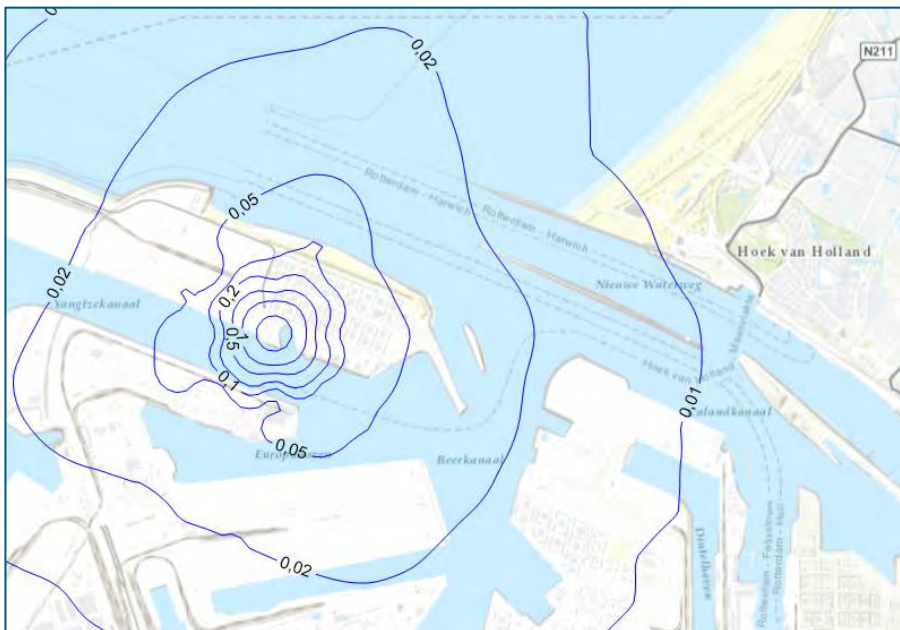 0,02
N211
0,05
Rotterdam - Harwich
Rotterdam - Harwich
Hoek van Holland
0,02
Yangtzekanaal
0,2
Nieuwe Waterweg
0,5
1
Maassluis
Hoek van Holland
0,1
0,01
alandkanaal
0,05
Beerkanaal
0,02
Dintelhaven
Rotterdam - Felixstowe
Rotterdam - Hull